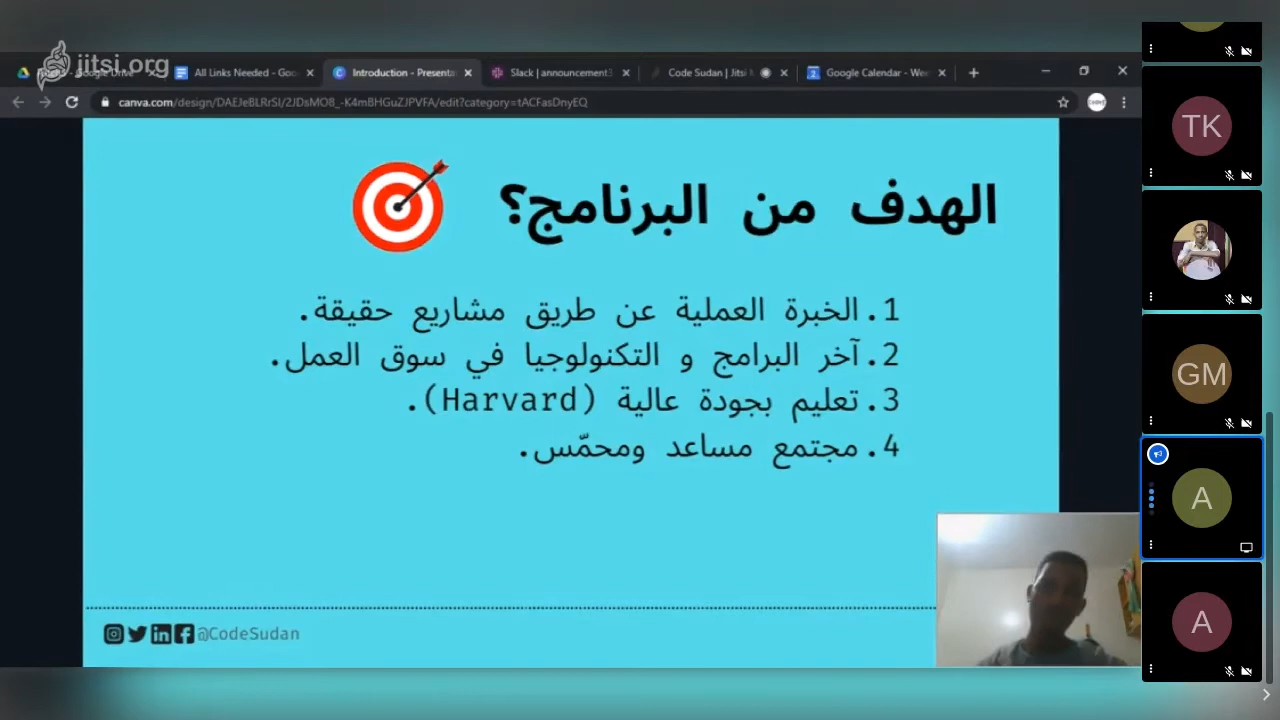 jitsi.org
All Links Needed - Goo
Introduction - Presenta
Slack | announcement
Code Sudan | Jitsi M
Google Calendar - Wee
canva.com/design/DAEJeBLRrSI/2JDsMO8_-K4mBHGuZJPVFA/edit?category=tACFasDnyEQ
الهدف من البرنامج؟
1. الخبرة العملية عن طريق مشاريع حقيقة.
2. آخر البرامج و التكنولوجيا في سوق العمل.
3. تعليم بجودة عالية (Harvard).
4. مجتمع مساعد ومحمّس.
@CodeSudan
TK
GM
A
A